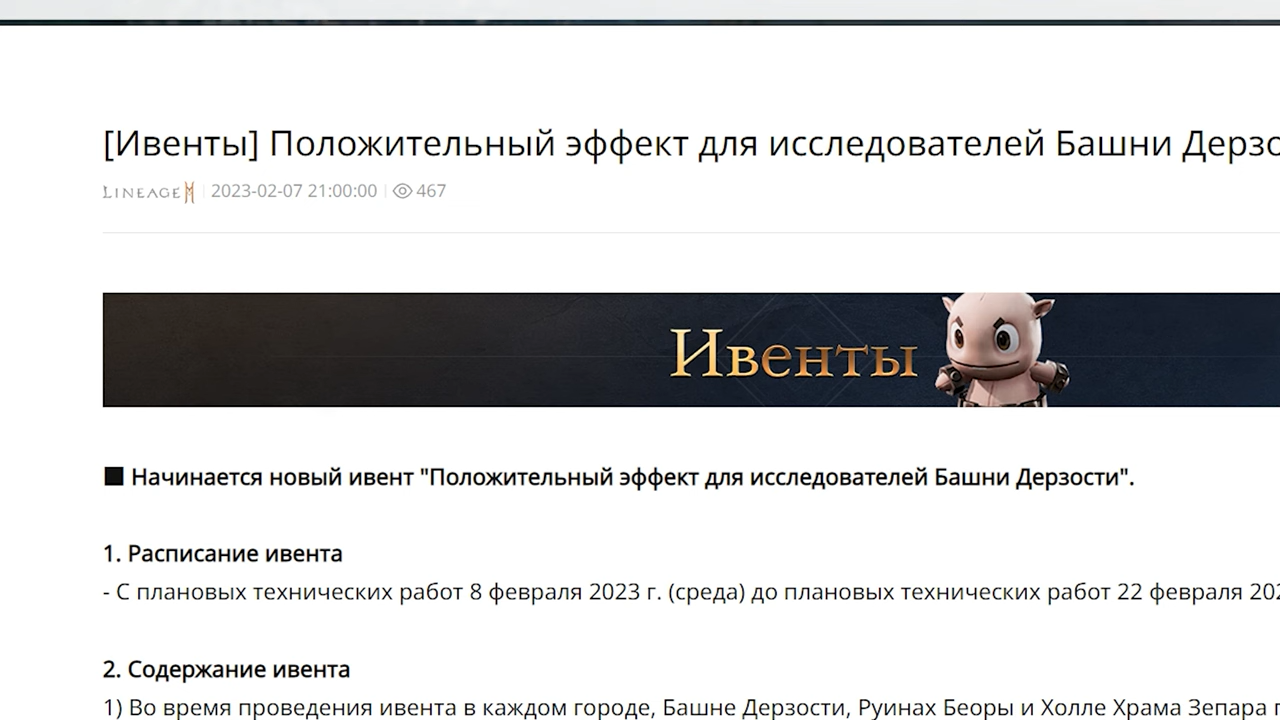 [Ивенты] Положительный эффект для исследователей Башни Дерзо
LINEAGE M 2023-02-07 21:00:00 467
Ивенты
■ Начинается новый ивент "Положительный эффект для исследователей Башни Дерзости".
1. Расписание ивента
- С плановых технических работ 8 февраля 2023 г. (среда) до плановых технических работ 22 февраля 202
2. Содержание ивента
1) Во время проведения ивента в каждом городе, Башне Дерзости, Руинах Беоры и Холле Храма Зепара